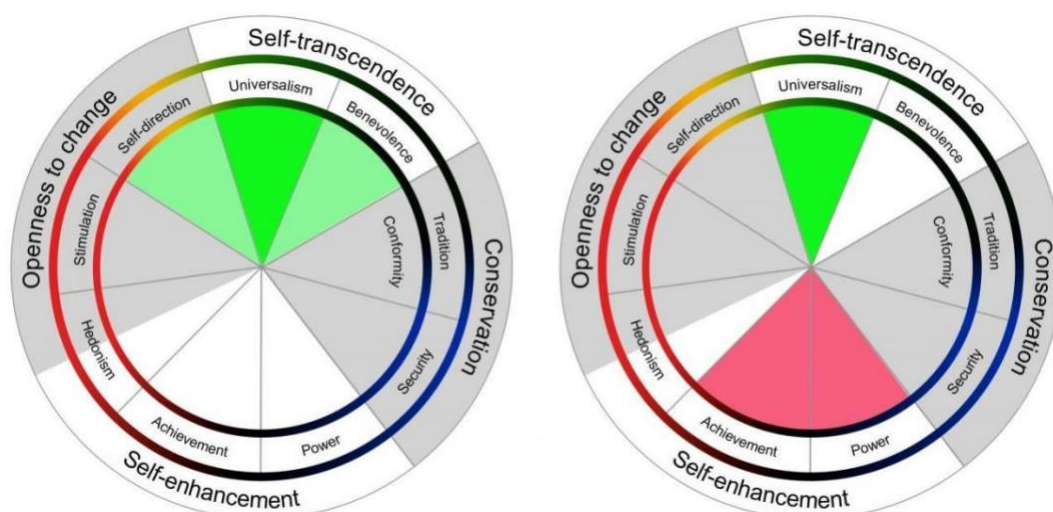 Self-transcendence
Openness to change
Universalism
Benevolence
Self-direction
Stimulation
Conformity
Tradition
Conservation
Hedonism
Security
Achievement
Power
Self-enhancement
Self-transcendence
Openness to change
Universalism
Benevolence
Self-direction
Stimulation
Conformity
Tradition
Conservation
Hedonism
Security
Achievement
Power
Self-enhancement